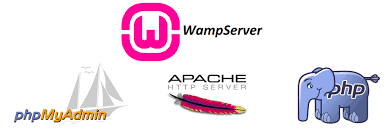 W
WampServer
APACHE
HTTP SERVER
phpMyAdmin
php